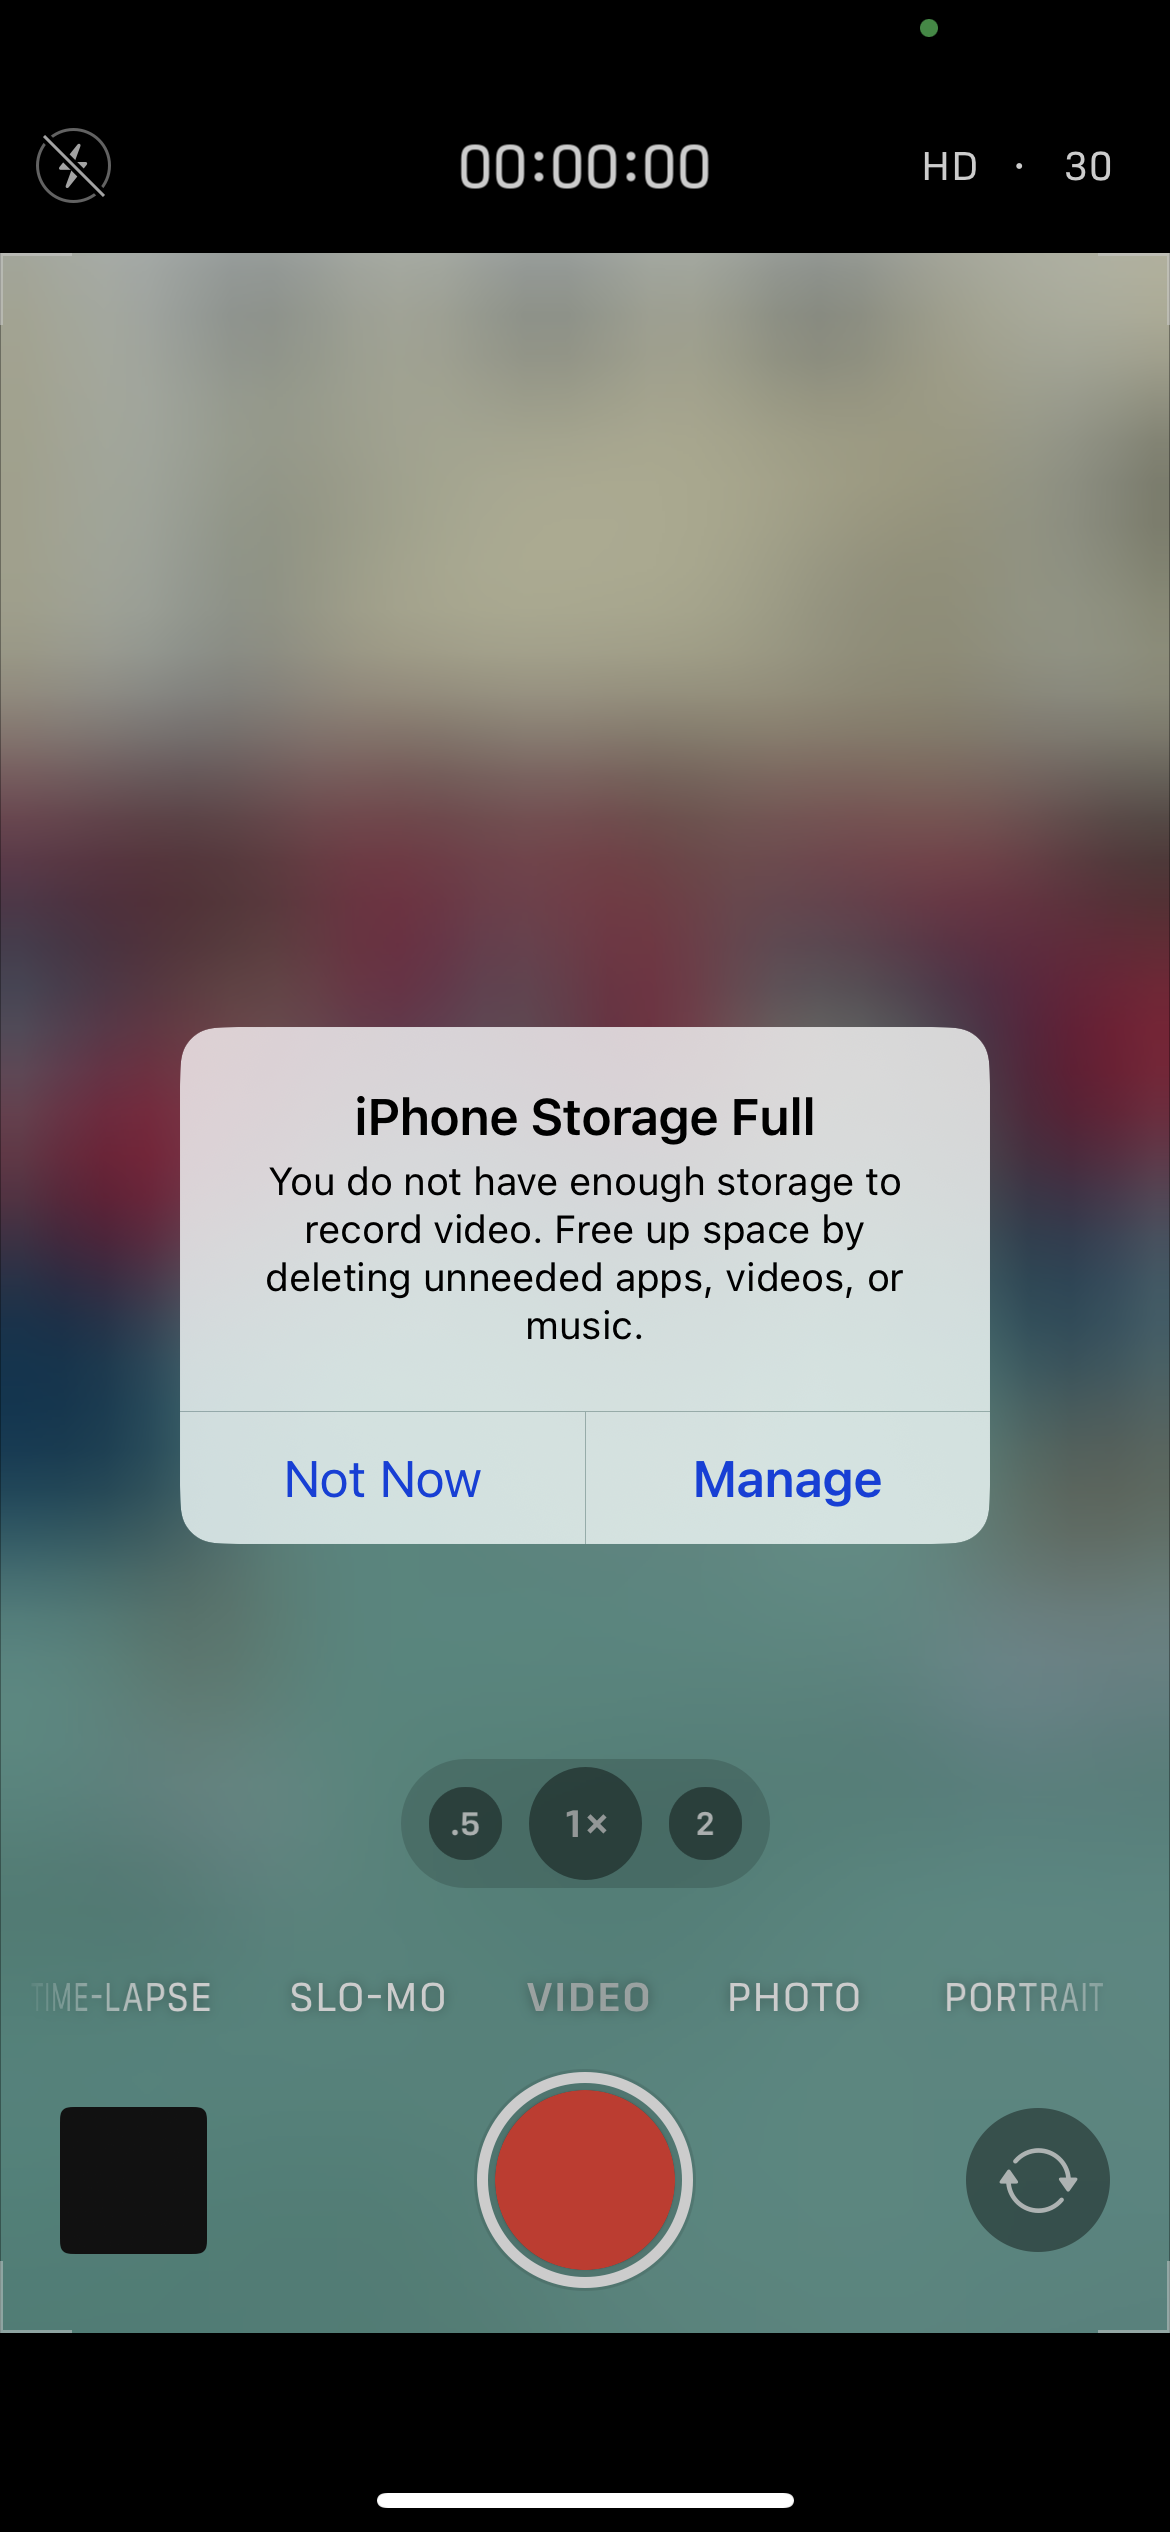 00:00:00
HD · 30
iPhone Storage Full
You do not have enough storage to
record video. Free up space by
deleting unneeded apps, videos, or
music.
Not Now
Manage
.5
1×
2
TIME-LAPSE
SLO-MO
VIDEO
PHOTO
PORTRAIT